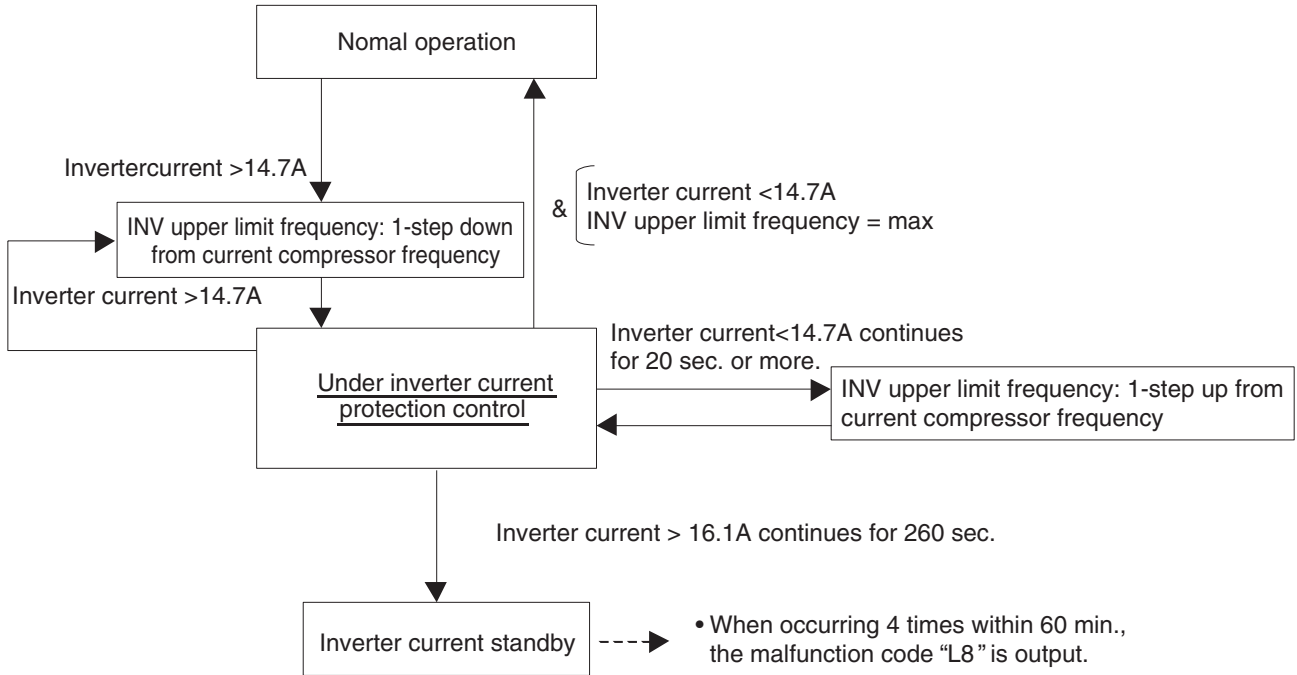 Nomal operation
Invertercurrent >14.7A
&
Inverter current <14.7A
INV upper limit frequency = max
INV upper limit frequency: 1-step down
from current compressor frequency
Inverter current >14.7A
Inverter current<14.7A continues
for 20 sec. or more.
Under inverter current
protection control
INV upper limit frequency: 1-step up from
current compressor frequency
Inverter current > 16.1A continues for 260 sec.
Inverter current standby
• When occurring 4 times within 60 min.,
the malfunction code “L8” is output.